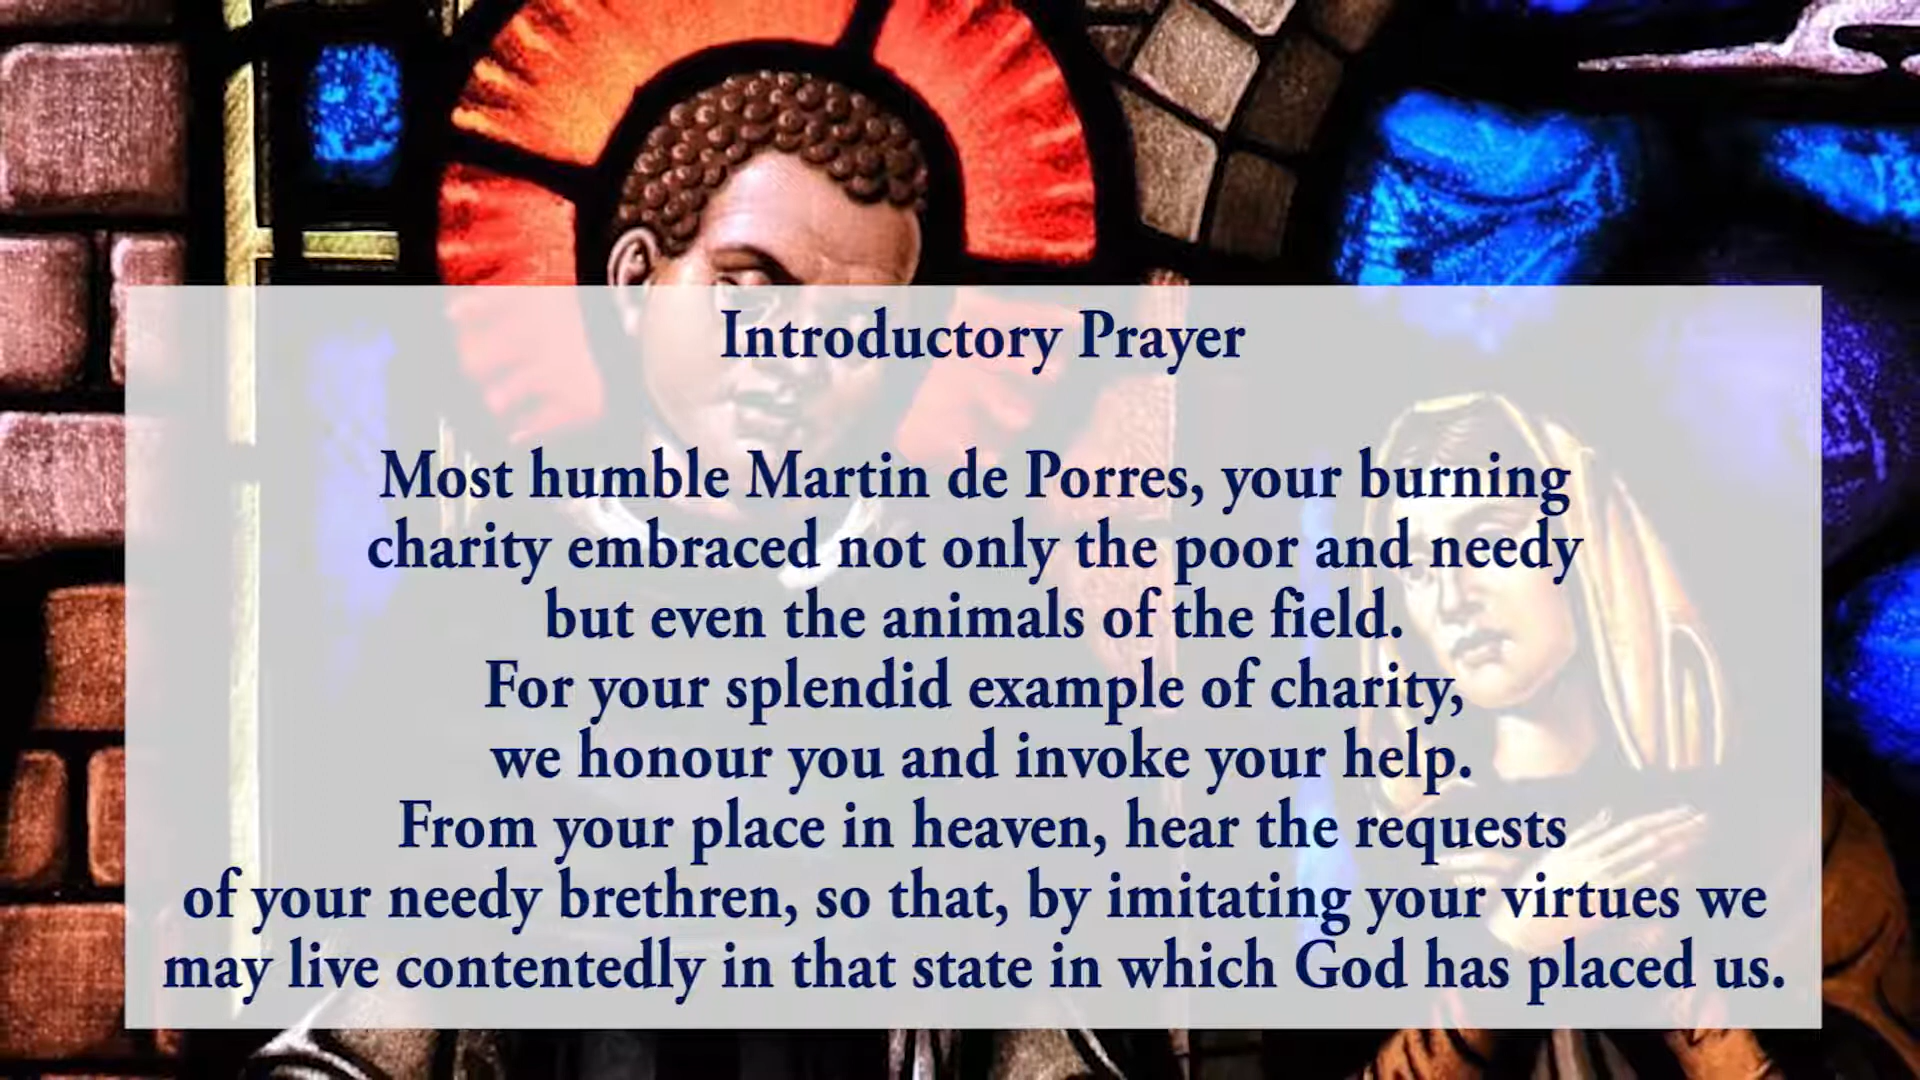 Introductory Prayer
Most humble Martin de Porres, your burning
charity embraced not only the poor and needy
but even the animals of the field.
For your splendid example of charity,
we honour you and invoke your help.
From your place in heaven, hear the requests
of your needy brethren, so that, by imitating your virtues we
may live contentedly in that state in which God has placed us.